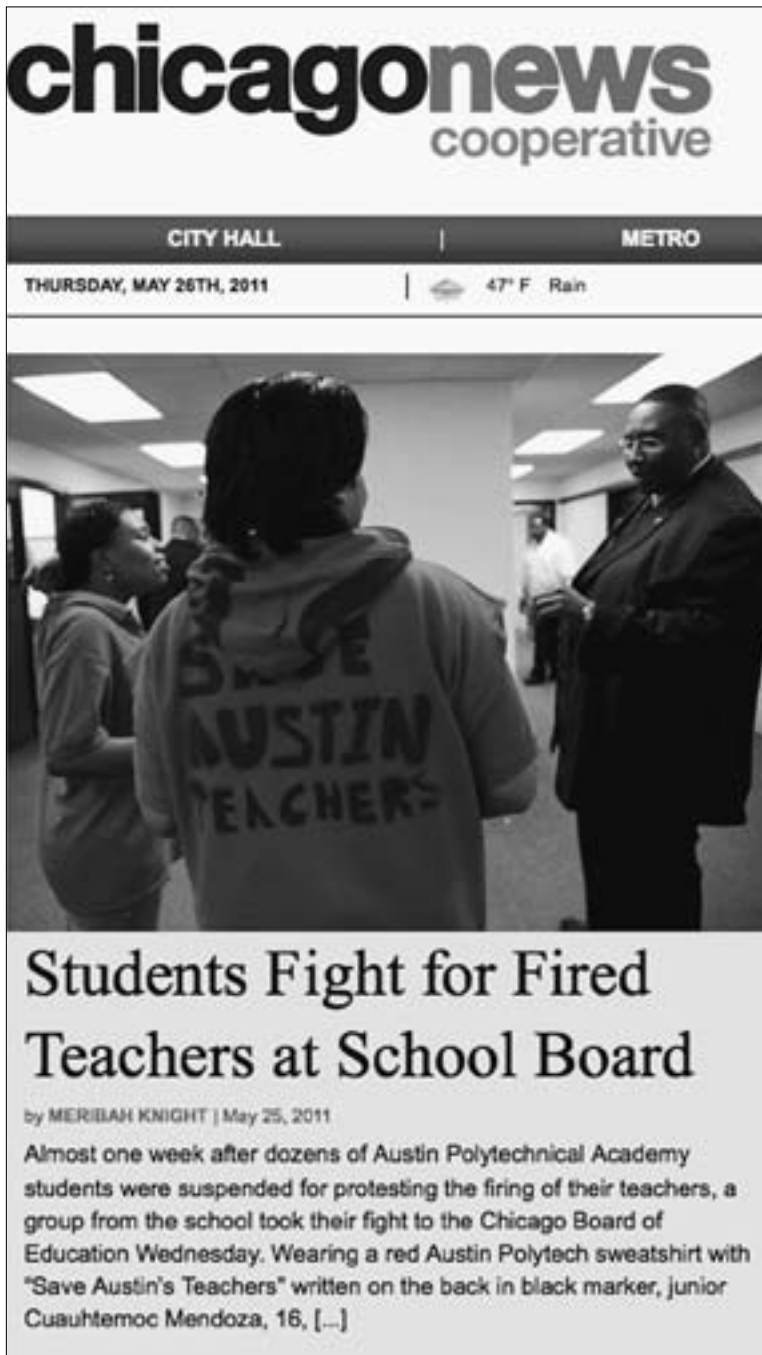 chicagonews
cooperative
CITY HALL | METRO
THURSDAY, MAY 26TH, 2011 | 47° F Rain
SAVE
AUSTIN
TEACHERS
Students Fight for Fired
Teachers at School Board
by MERIBAH KNIGHT | May 25, 2011
Almost one week after dozens of Austin Polytechnical Academy
students were suspended for protesting the firing of their teachers, a
group from the school took their fight to the Chicago Board of
Education Wednesday. Wearing a red Austin Polytech sweatshirt with
"Save Austin's Teachers" written on the back in black marker, junior
Cuauhtemoc Mendoza, 16, [...]